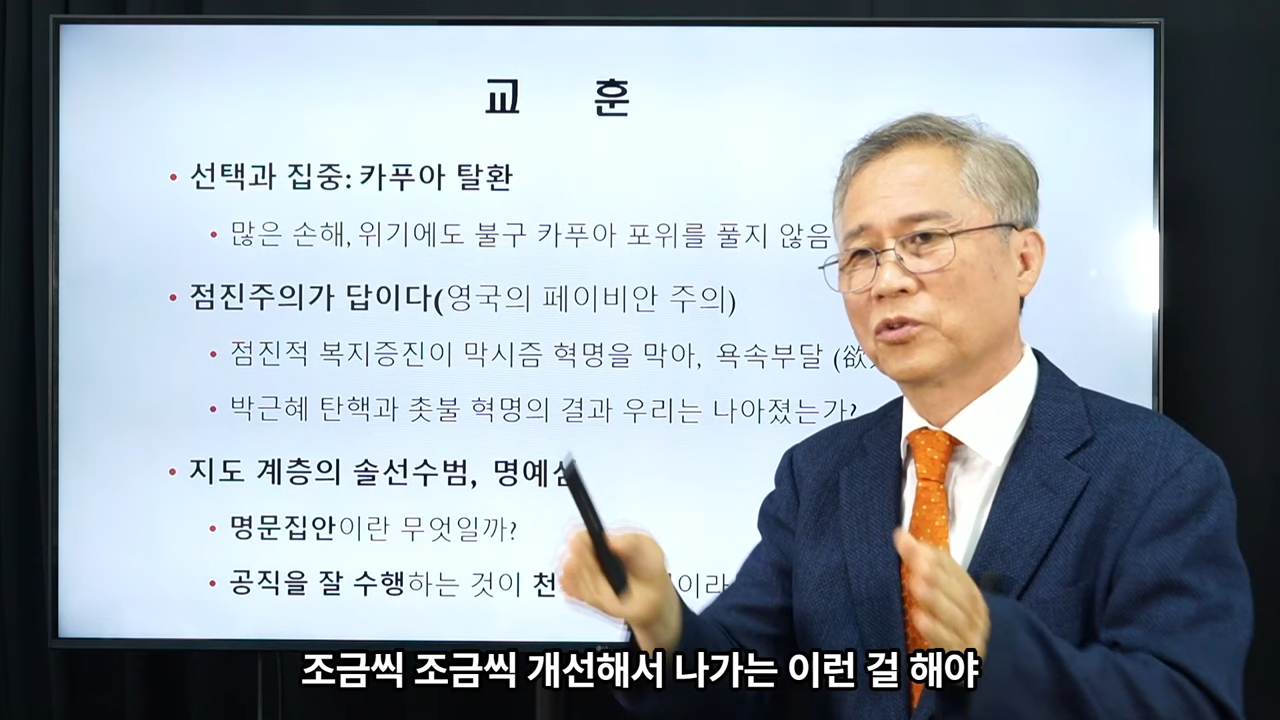 교 훈
• 선택과 집중: 카푸아 탈환
• 많은 손해, 위기에도 불구 카푸아 포위를 풀지 않음
• 점진주의가 답이다(영국의 페이비안 주의)
• 점진적 복지증진이 막시즘 혁명을 막아, 욕속부달 (欲
• 박근혜 탄핵과 촛불 혁명의 결과 우리는 나아졌는가?
• 지도 계층의 솔선수범, 명예
• 명문집안이란 무엇일까?
• 공직을 잘 수행하는 것이 천 이라
조금씩 조금씩 개선해서 나가는 이런 걸 해야